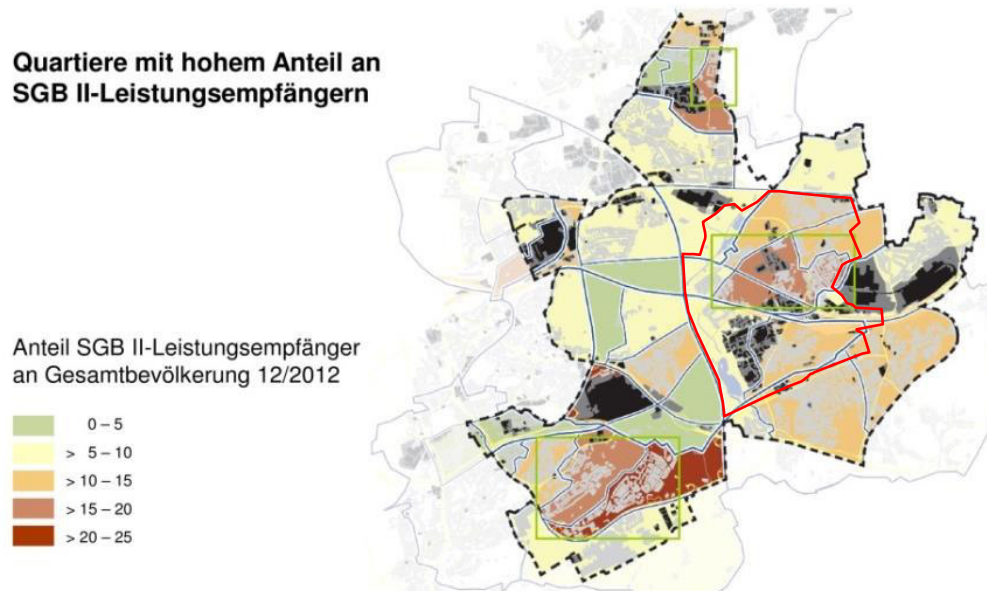 Quartiere mit hohem Anteil an
SGB II-Leistungsempfängern
Anteil SGB II-Leistungsempfänger
an Gesamtbevölkerung 12/2012
0 – 5
> 5 – 10
> 10 – 15
> 15 – 20
> 20 – 25